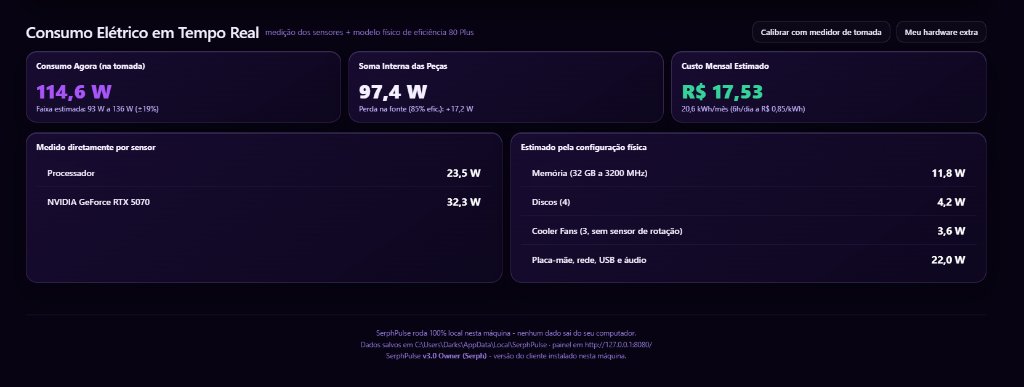 Consumo Elétrico em Tempo Real medição dos sensores + modelo físico de eficiência 80 Plus
Calibrar com medidor de tomada
Meu hardware extra
Consumo Agora (na tomada)
114,6 W
Faixa estimada: 93 W a 136 W (±19%)
Soma Interna das Peças
97,4 W
Perda na fonte (85% efic.): +17,2 W
Custo Mensal Estimado
R$ 17,53
20,6 kWh/mês (6h/dia a R$ 0,85/kWh)
Medido diretamente por sensor
Processador 23,5 W
NVIDIA GeForce RTX 5070 32,3 W
Estimado pela configuração física
Memória (32 GB a 3200 MHz) 11,8 W
Discos (4) 4,2 W
Cooler Fans (3, sem sensor de rotação) 3,6 W
Placa-mãe, rede, USB e áudio 22,0 W
SerphPulse roda 100% local nesta máquina - nenhum dado sai do seu computador.
Dados salvos em C:\Users\Darks\AppData\Local\SerphPulse - painel em http://127.0.0.1:8080/
SerphPulse v3.0 Owner (Serph) - versão do cliente instalado nesta máquina.